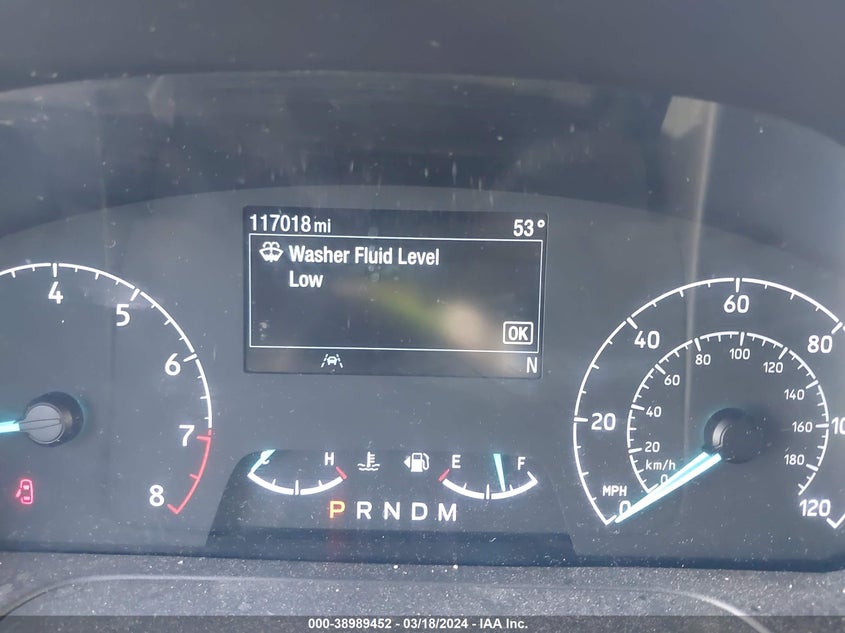 117018 mi 53°
Washer Fluid Level
Low
OK
N
4
5
6
7
8
H
E F
P R N D M
0 20 40 60 80 100 120
MPH
0 20 40 60 80 100 120 140 160 180
km/h
000-38989452 - 03/18/2024 - IAA Inc.